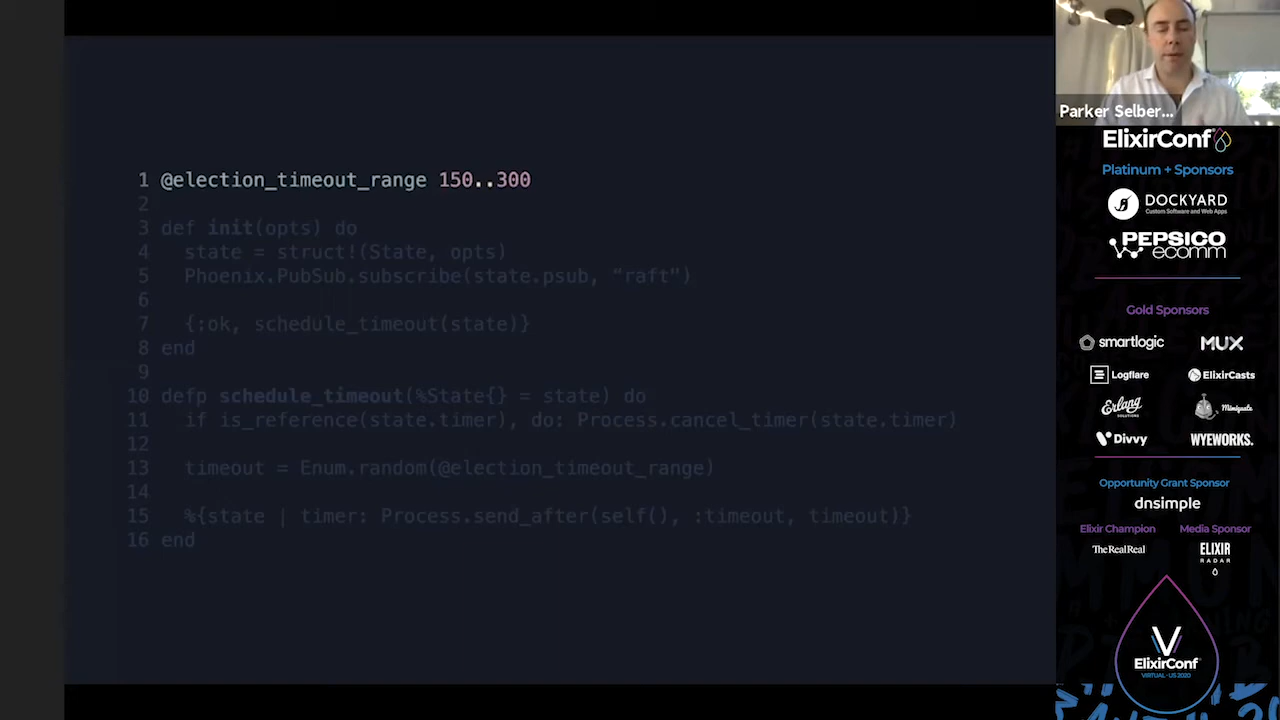 1 @election_timeout_range 150..300
2
3 def init(opts) do
4 state = struct!(State, opts)
5 Phoenix.PubSub.subscribe(state.psub, “raft")
6
7 {:ok, schedule_timeout(state)}
8 end
9
10 defp schedule_timeout(%State{} = state) do
11 if is_reference(state.timer), do: Process.cancel_timer(state.timer)
12
13 timeout = Enum.random(@election_timeout_range)
14
15 %{state | timer: Process.send_after(self(), :timeout, timeout)}
16 end
Parker Selber...
ElixirConf
Platinum + Sponsors
DOCKYARD
Custom Software and Web Apps
PEPSICO
ecomm
Gold Sponsors
smartlogic
MUX
Logflare
ElixirCasts
Erlang
SOLUTIONS
Miniquote
Divvy
WYEWORKS.
Opportunity Grant Sponsor
dnsimple
Elixir Champion
Media Sponsor
The RealReal
ELIXIR
RADAR
V
ElixirConf
VIRTUAL · US 2020